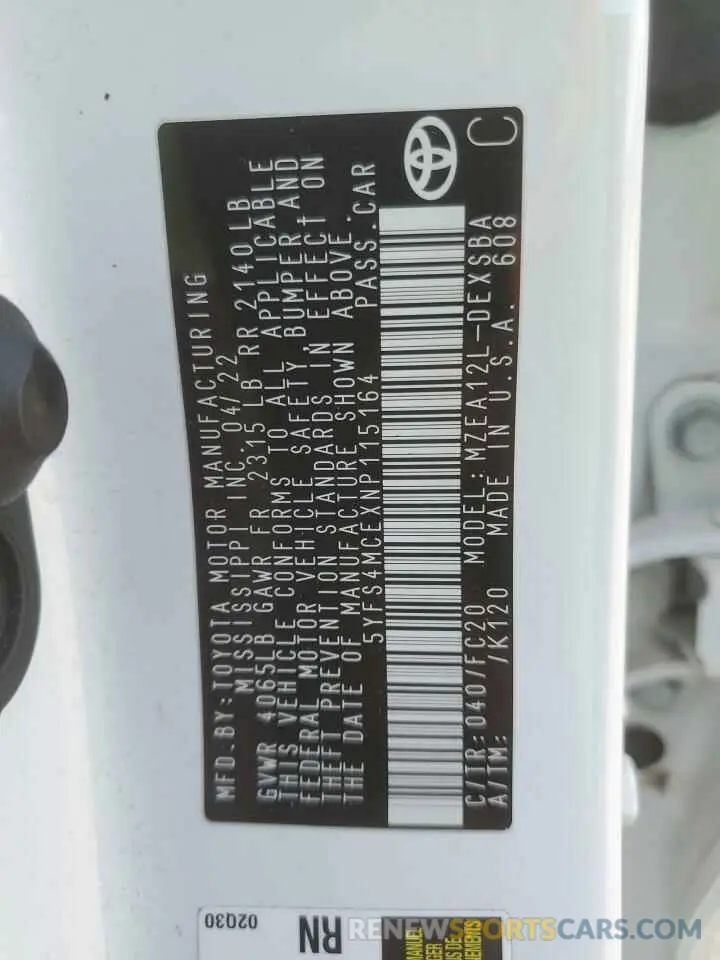 MFD.BY:TOYOTA MOTOR MANUFACTURING
MISSISSIPPI INC. 04/22
GVWR 4065LB GAWR FR 2315 LB RR 2140 LB
THIS VEHICLE CONFORMS TO ALL APPLICABLE
FEDERAL MOTOR VEHICLE SAFETY, BUMPER, AND
THEFT PREVENTION STANDARDS IN EFFECT ON
THE DATE OF MANUFACTURE SHOWN ABOVE.
5YFS4MCEXNP115164 PASS.CAR
C/TR:040/FC20 MODEL:MZEA12L-DEXSBA
A/TM: /K120 MADE IN U.S.A. 608
C
02Q30
RN
MANUEL
RENEWSPORTSCARS.COM